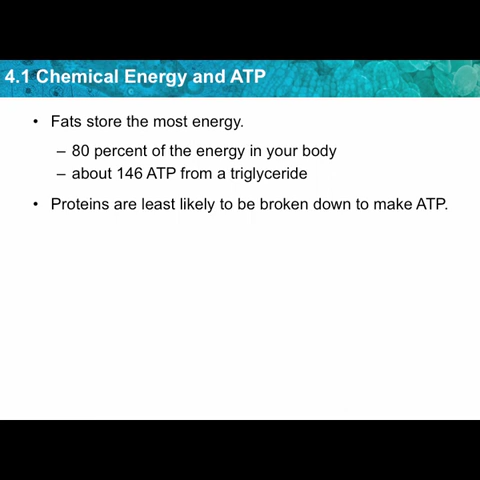 4.1 Chemical Energy and ATP
• Fats store the most energy.
– 80 percent of the energy in your body
– about 146 ATP from a triglyceride
• Proteins are least likely to be broken down to make ATP.